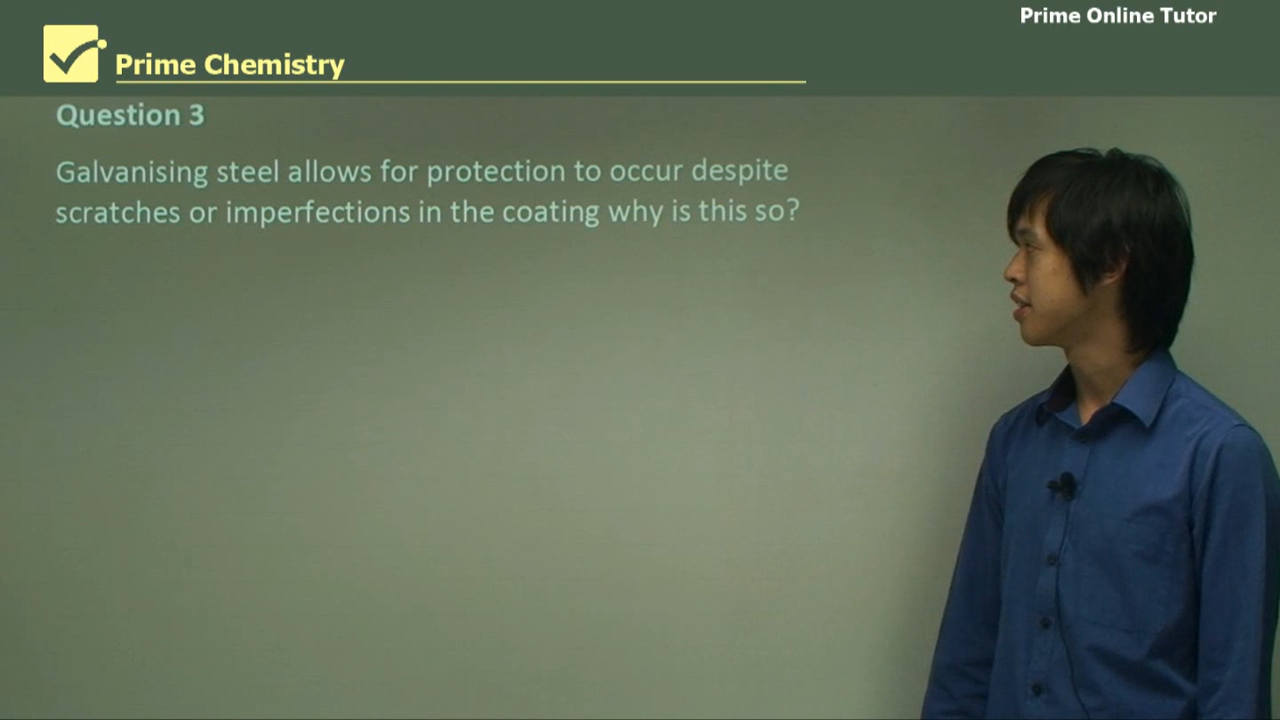 Prime Online Tutor
Prime Chemistry
Question 3
Galvanising steel allows for protection to occur despite
scratches or imperfections in the coating why is this so?